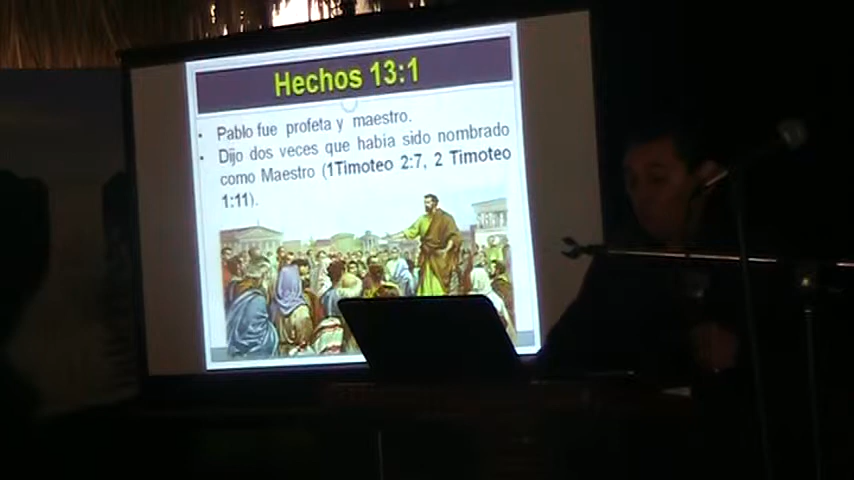 Hechos 13:1
• Pablo fue profeta y maestro.
• Dijo dos veces que habia sido nombrado
como Maestro (1Timoteo 2:7, 2 Timoteo
1:11).